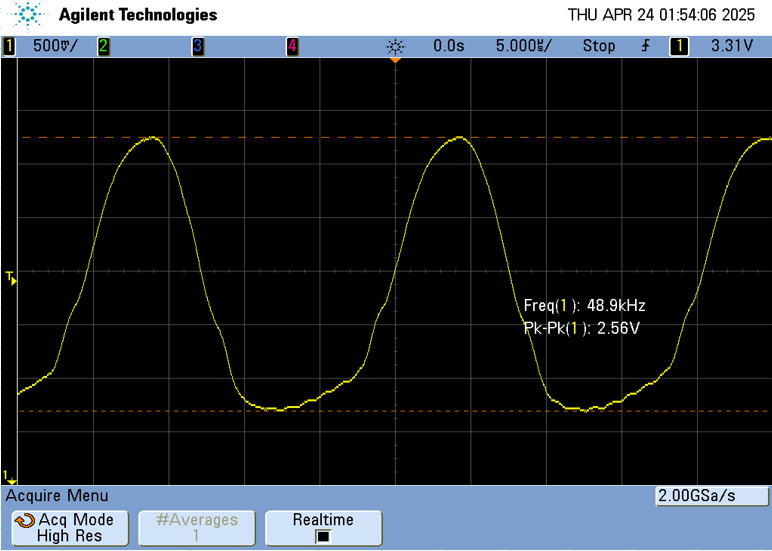 Agilent Technologies THU APR 24 01:54:06 2025
1 500mV/ 2 3 4 0.0s 5.000us/ Stop 1 3.31V
T
Freq(1): 48.9kHz
Pk-Pk(1): 2.56V
1
Acquire Menu 2.00GSa/s
Acq Mode #Averages Realtime
High Res 1